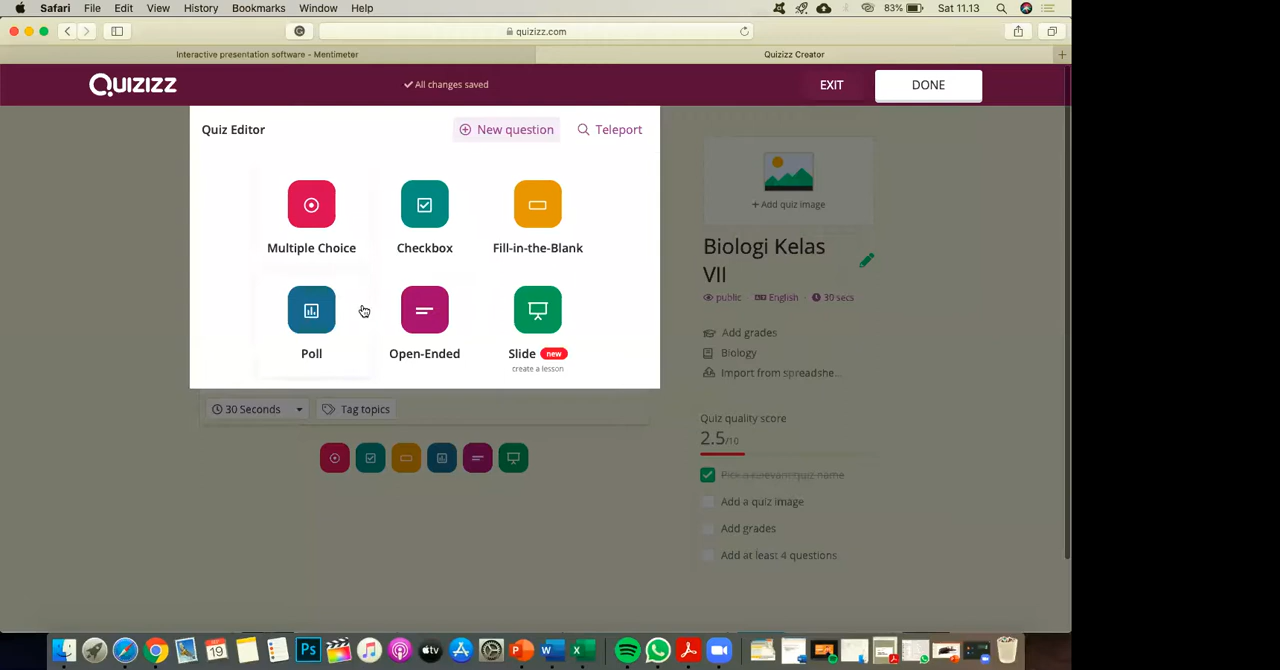 Safari File Edit View History Bookmarks Window Help 83% Sat 11.13
quizizz.com
Interactive presentation software - Mentimeter Quizizz Creator
Quizizz All changes saved EXIT DONE
Quiz Editor New question Teleport
Multiple Choice Checkbox Fill-in-the-Blank
Poll Open-Ended Slide new
create a lesson
30 Seconds Tag topics
+ Add quiz image
Biologi Kelas
VII
public English 30 secs
Add grades
Biology
Import from spreadshe...
Quiz quality score
2.5/10
Pick a relevant quiz name
Add a quiz image
Add grades
Add at least 4 questions